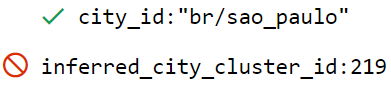 city_id:"br/sao_paulo"
inferred_city_cluster_id:219